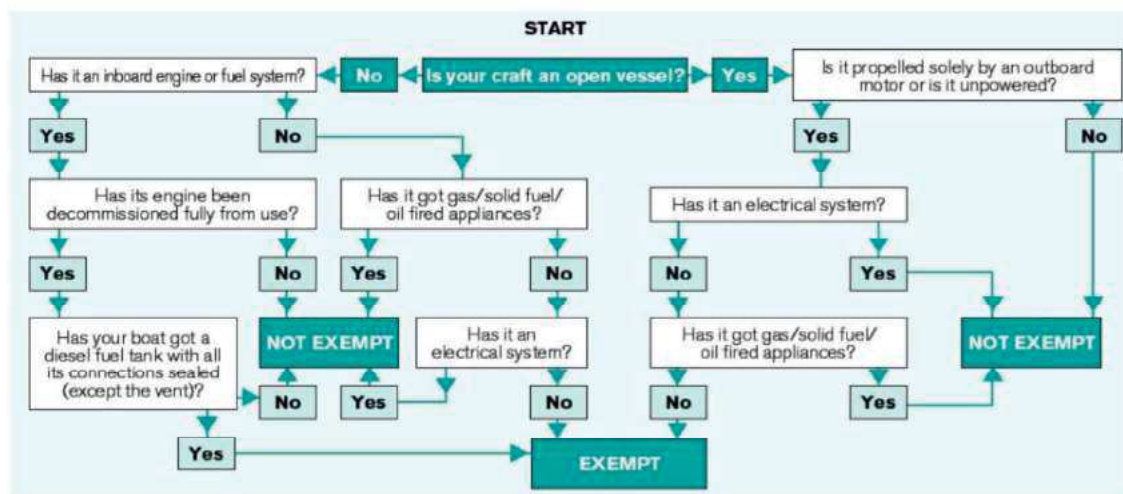 START
Has it an inboard engine or fuel system?
No
Is your craft an open vessel?
Yes
Is it propelled solely by an outboard
motor or is it unpowered?
Yes
No
Yes
No
Has its engine been
decommissioned fully from use?
Has it got gas/solid fuel/
oil fired appliances?
Has it an electrical system?
Yes
No
Yes
No
No
Yes
Has your boat got a
diesel fuel tank with all
its connections sealed
(except the vent)?
NOT EXEMPT
Has it an
electrical system?
Has it got gas/solid fuel/
oil fired appliances?
NOT EXEMPT
No
Yes
No
No
Yes
Yes
EXEMPT